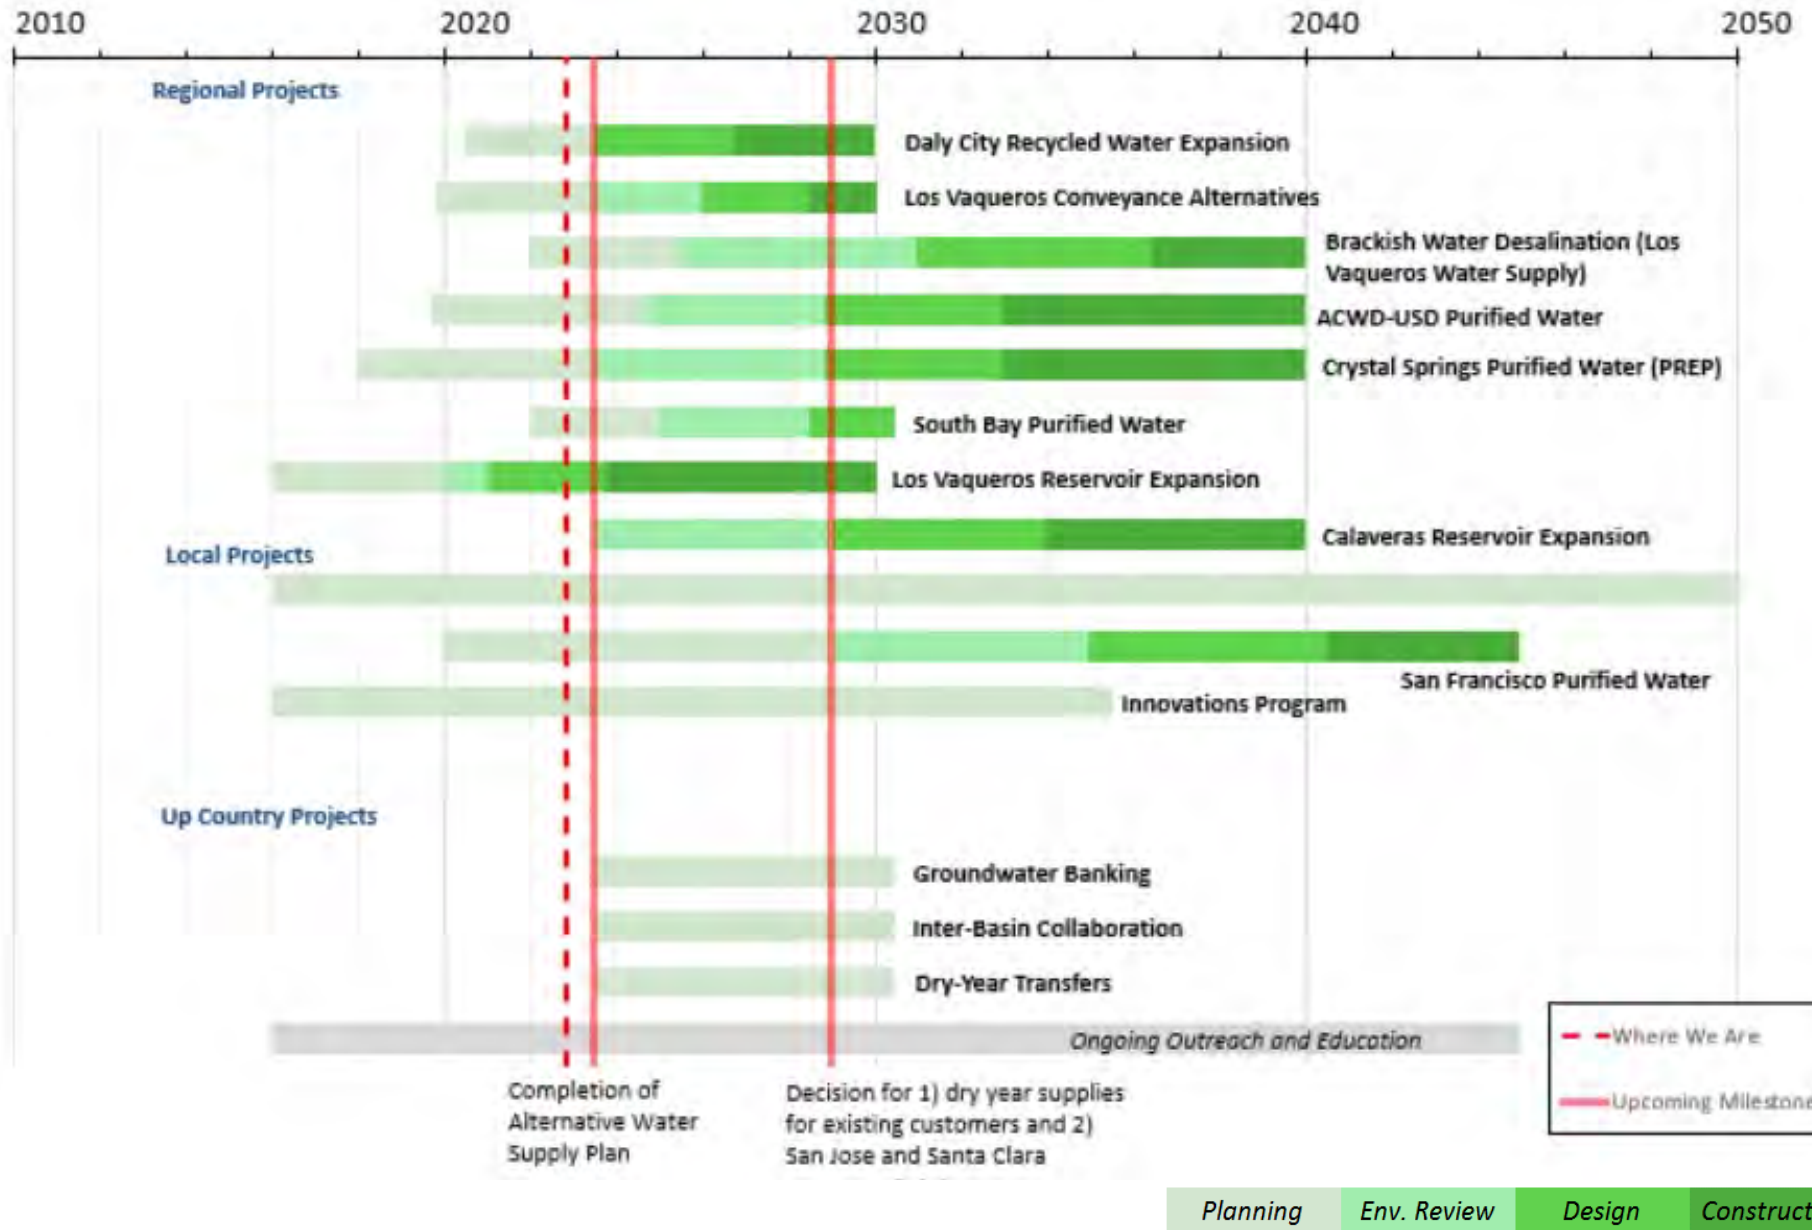 2010 2020 2030 2040 2050
Regional Projects
Daly City Recycled Water Expansion
Los Vaqueros Conveyance Alternatives
Brackish Water Desalination (Los
Vaqueros Water Supply)
ACWD-USD Purified Water
Crystal Springs Purified Water (PREP)
South Bay Purified Water
Los Vaqueros Reservoir Expansion
Calaveras Reservoir Expansion
Local Projects
San Francisco Purified Water
Innovations Program
Up Country Projects
Groundwater Banking
Inter-Basin Collaboration
Dry-Year Transfers
Ongoing Outreach and Education
Where We Are
Upcoming Milestone
Completion of
Alternative Water
Supply Plan
Decision for 1) dry year supplies
for existing customers and 2)
San Jose and Santa Clara
Planning Env. Review Design Construct